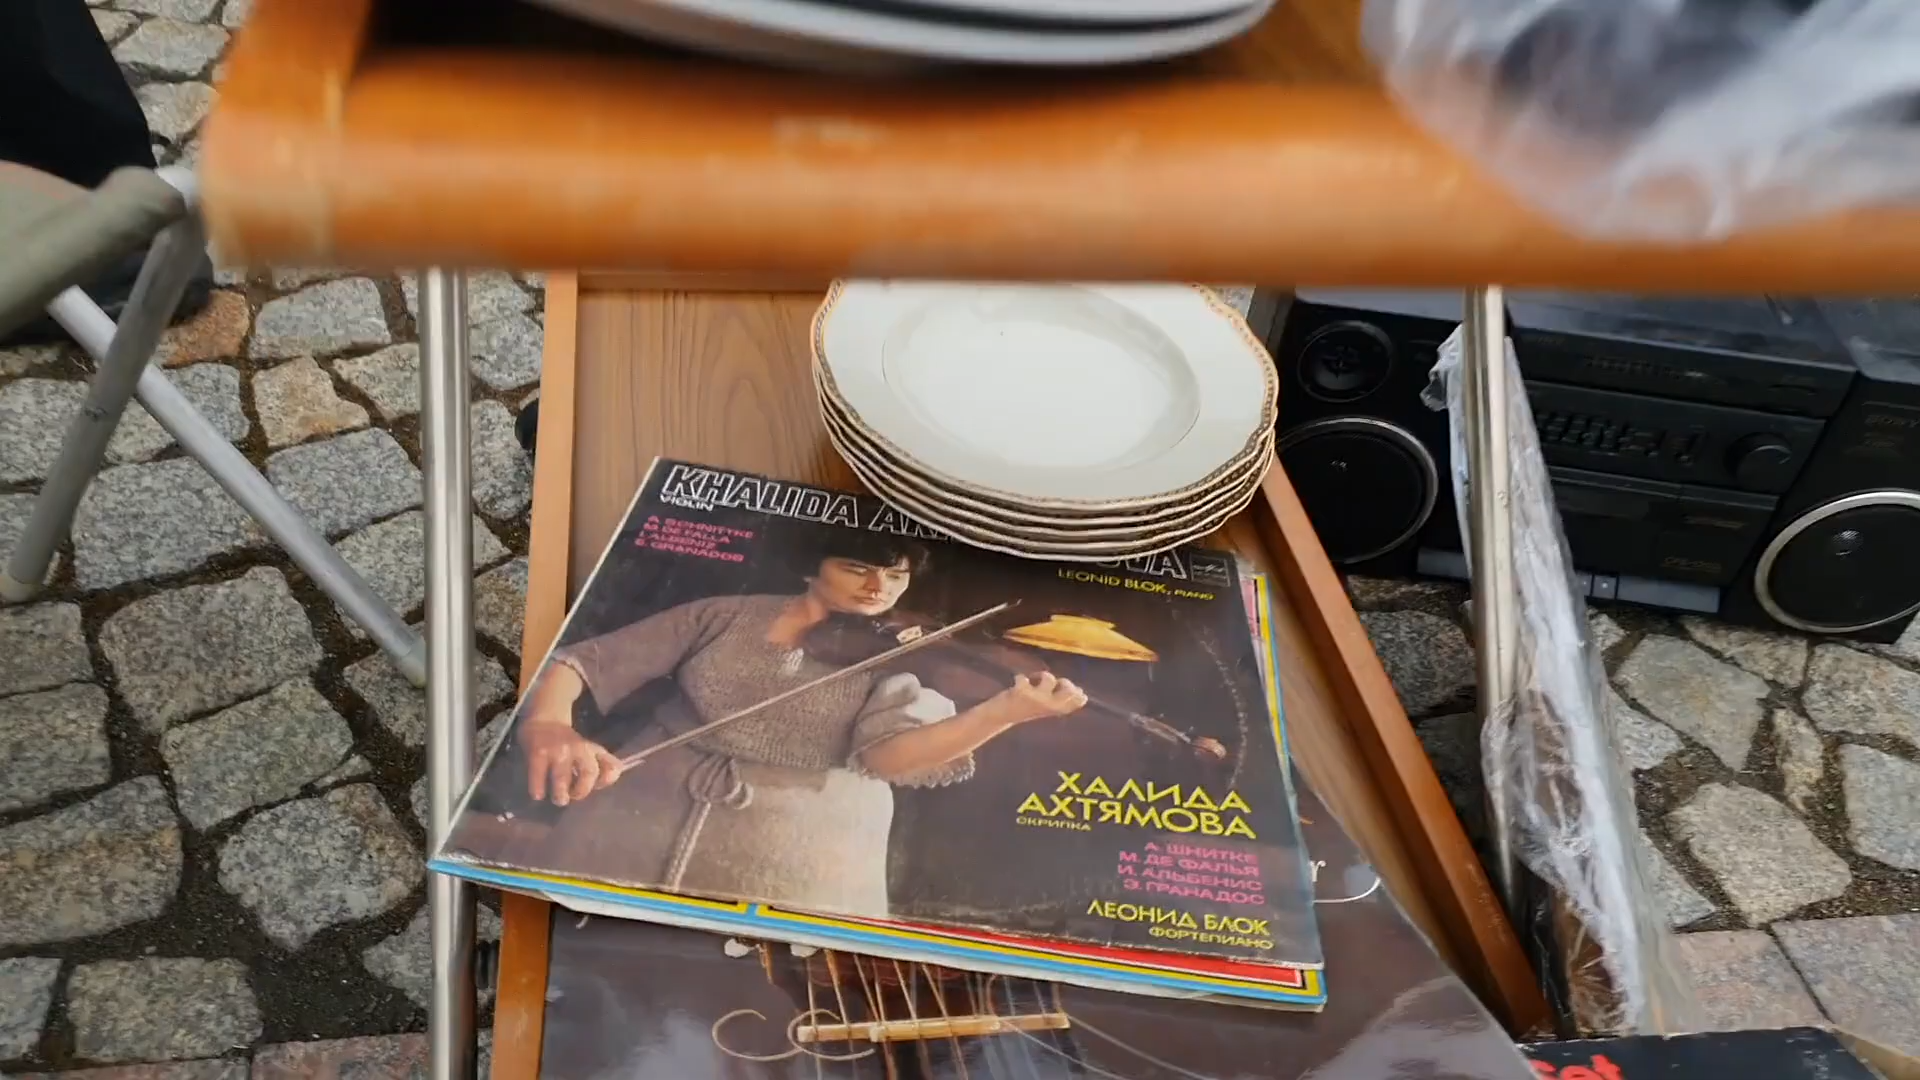 KHALIDA
VIOLIN
A. SCHNITTKE
M. DE FALLA
I. ALBENIZ
E. GRANADOS
LEONID BLOK, PIANO
ХАЛИДА
АХТЯМОВА
СКРИПКА
А. ШНИТКЕ
М. ДЕ ФАЛЬЯ
И. АЛЬБЕНИС
Э. ГРАНАДОС
ЛЕОНИД БЛОК
ФОРТЕПИАНО
SONY